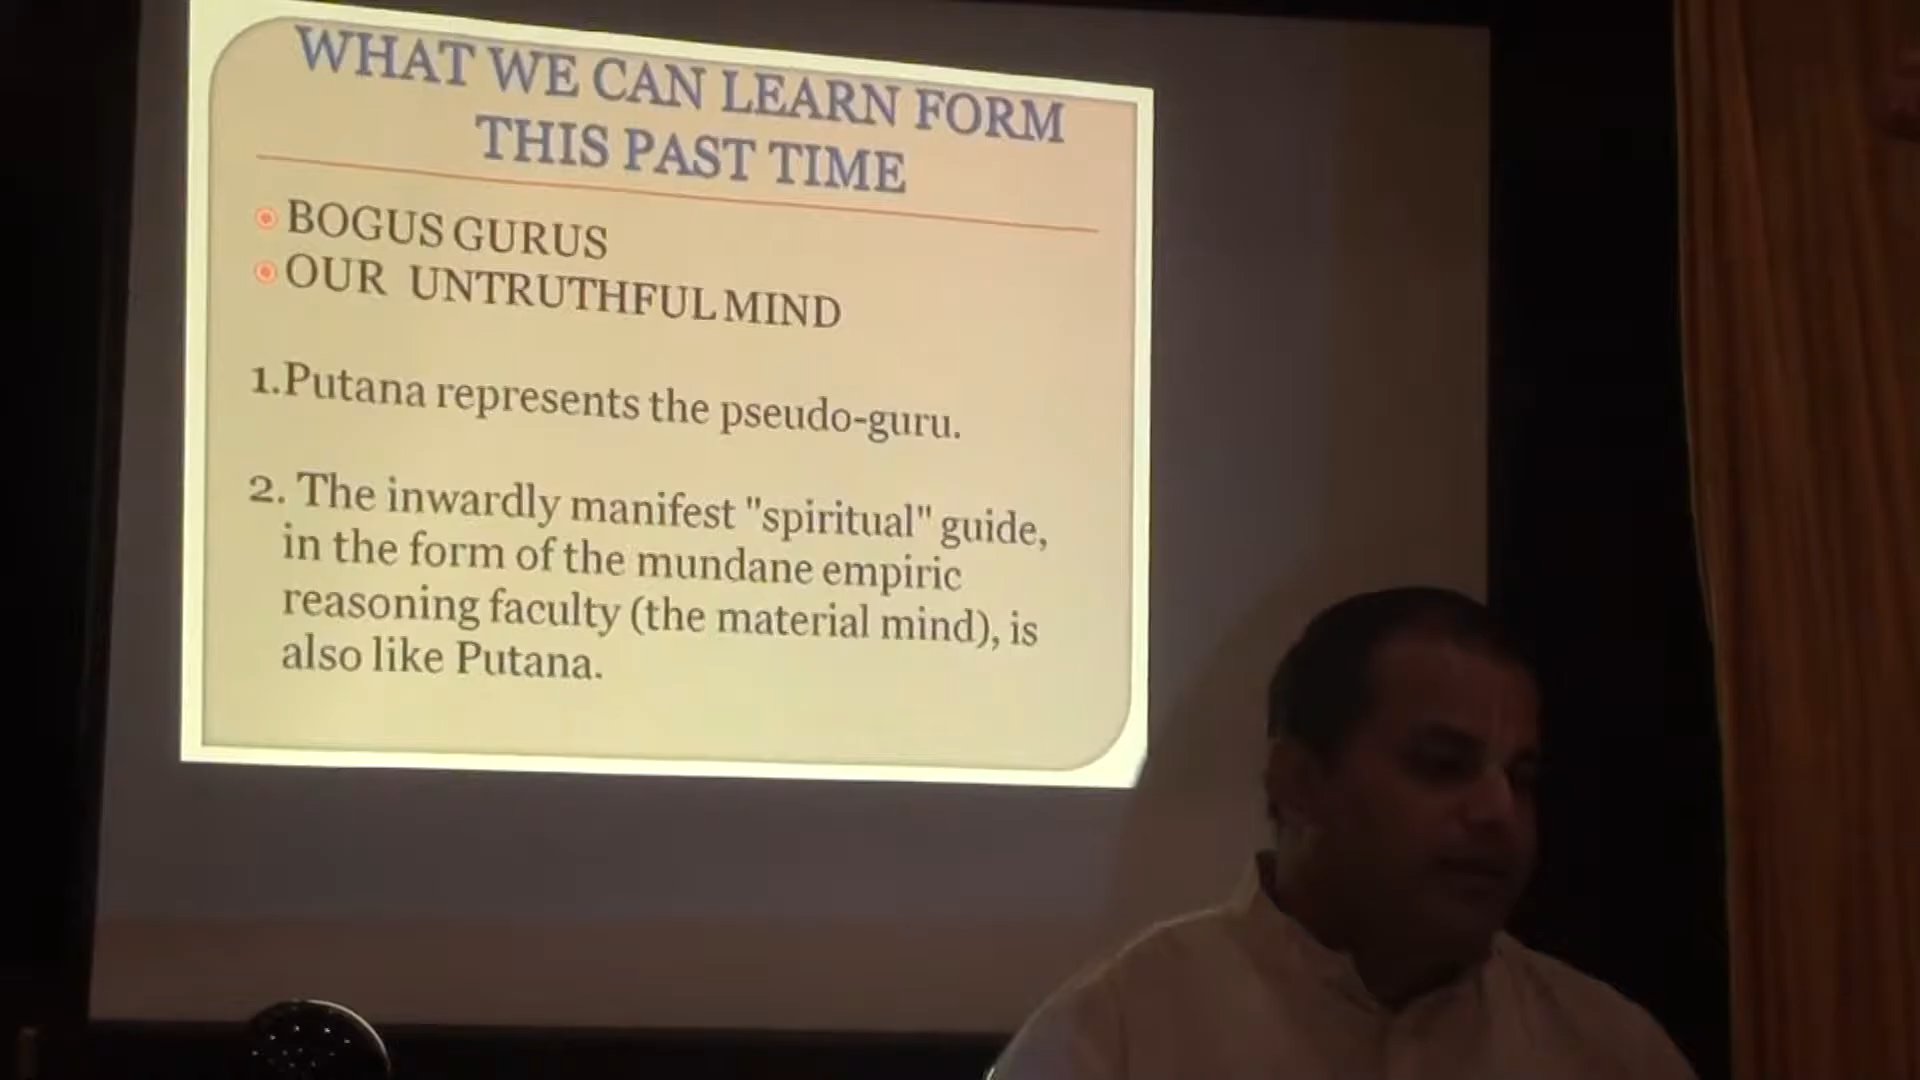 WHAT WE CAN LEARN FORM
THIS PAST TIME
BOGUS GURUS
OUR UNTRUTHFUL MIND
1.Putana represents the pseudo-guru.
2. The inwardly manifest "spiritual" guide,
in the form of the mundane empiric
reasoning faculty (the material mind), is
also like Putana.